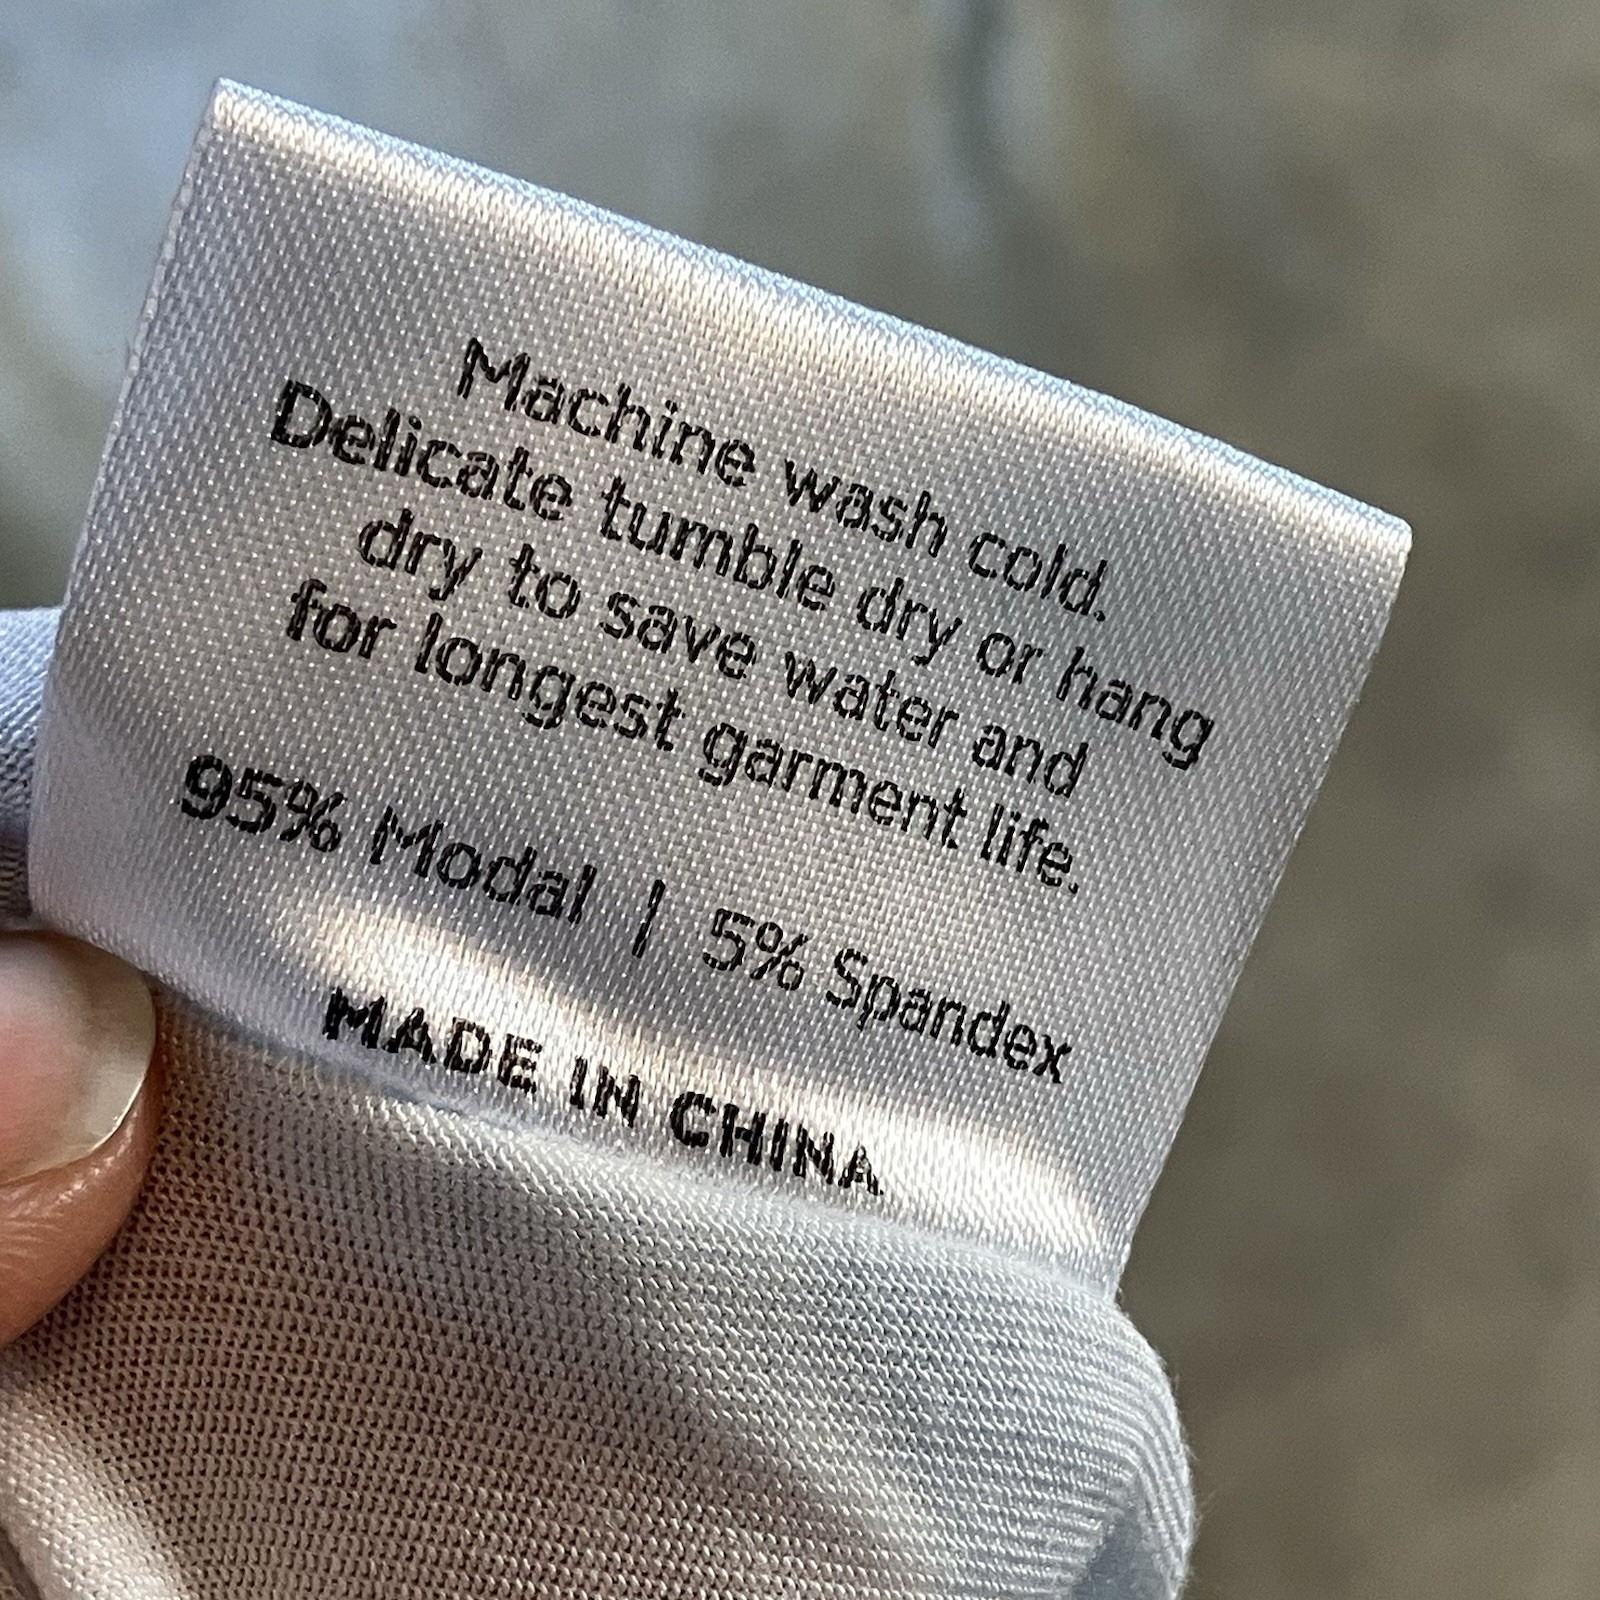 Machine wash cold.
Delicate tumble dry or hang
dry to save water and
for longest garment life.
95% Modal | 5% Spandex
MADE IN CHINA